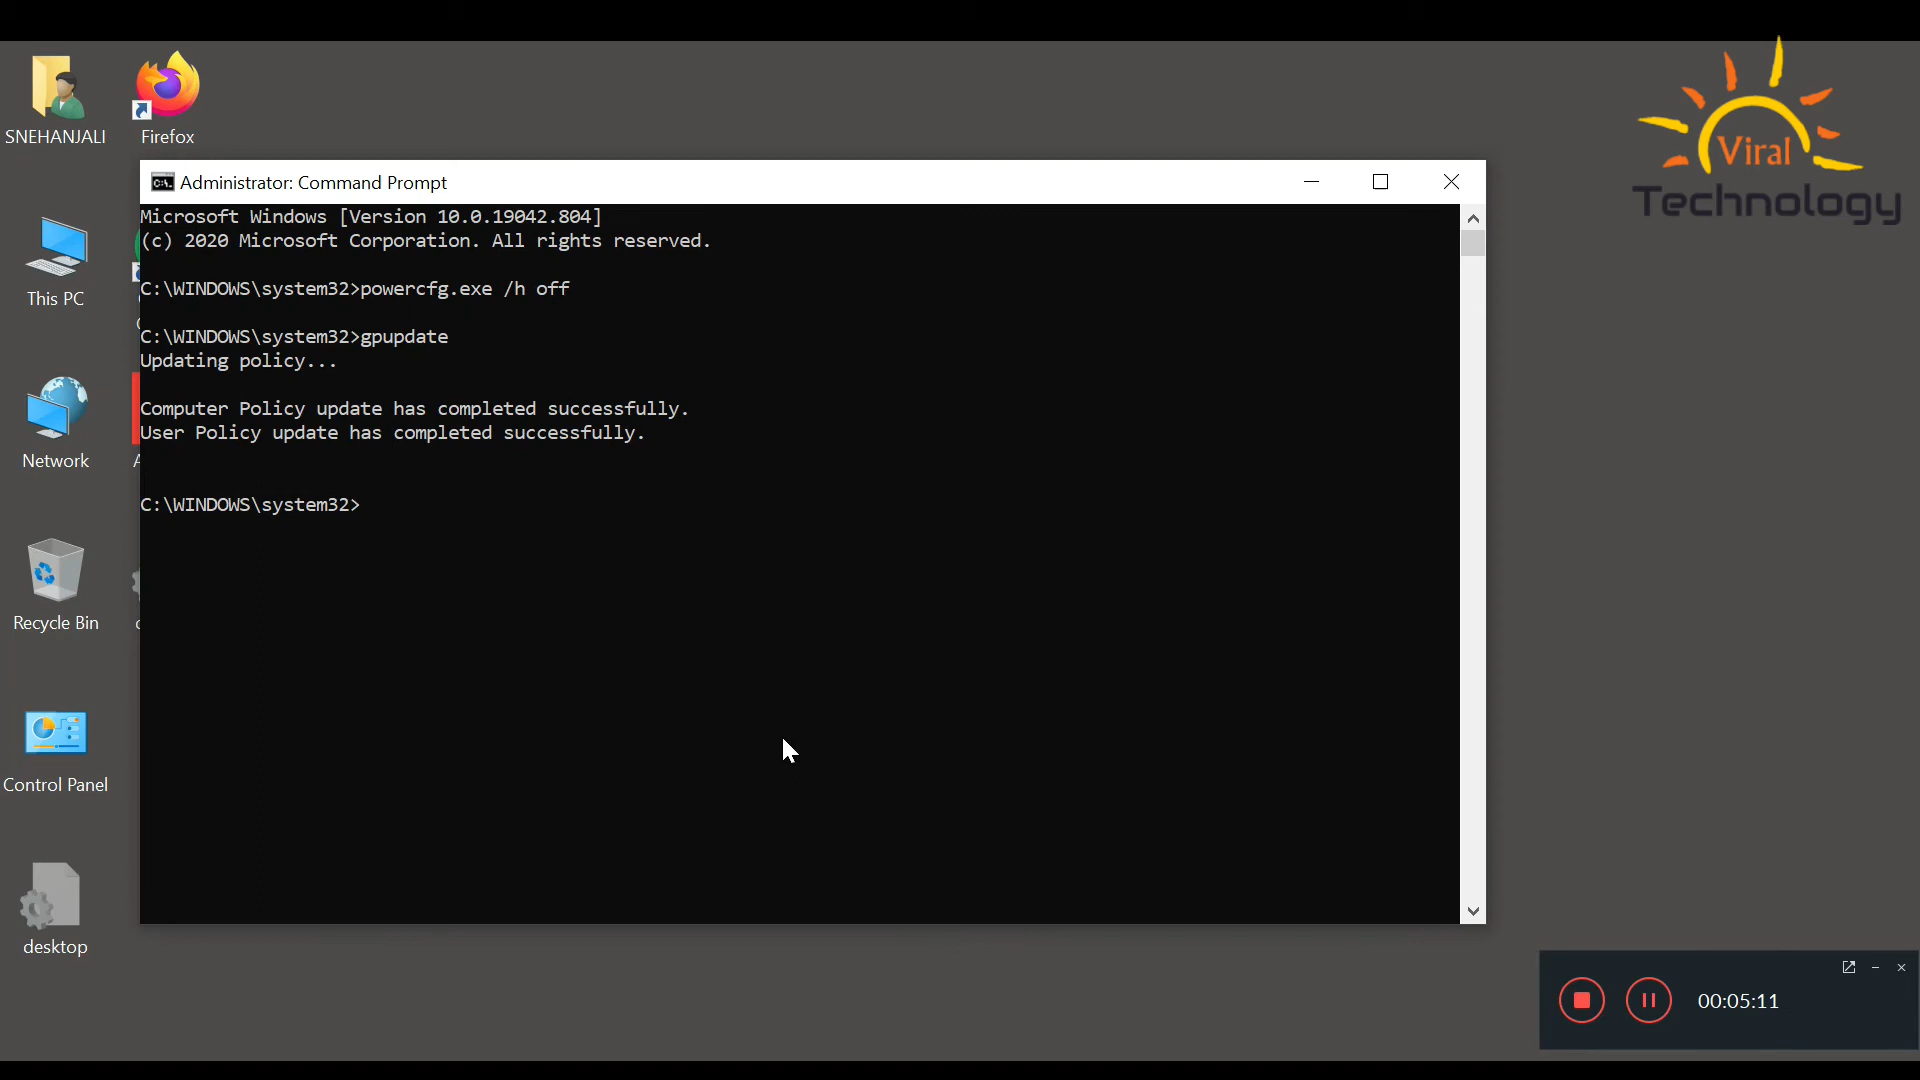 SNEHANJALI
Firefox
Viral
Technology
Administrator: Command Prompt
Microsoft Windows [Version 10.0.19042.804]
(c) 2020 Microsoft Corporation. All rights reserved.
C:\WINDOWS\system32>powercfg.exe /h off
C:\WINDOWS\system32>gpupdate
Updating policy...
Computer Policy update has completed successfully.
User Policy update has completed successfully.
C:\WINDOWS\system32>
This PC
Network
Recycle Bin
Control Panel
desktop
00:05:11